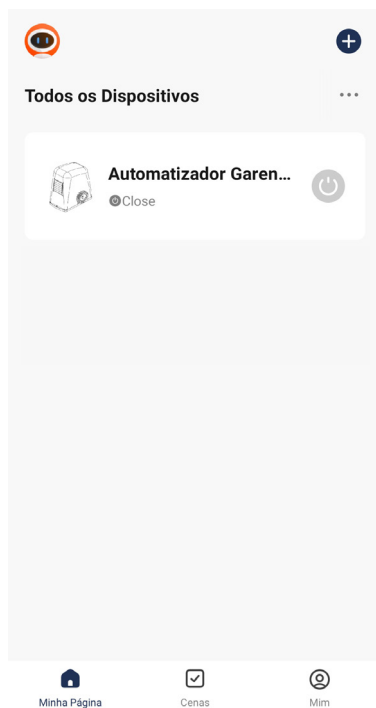 Todos os Dispositivos
Automatizador Garen...
Close
Minha Página
Cenas
Mim